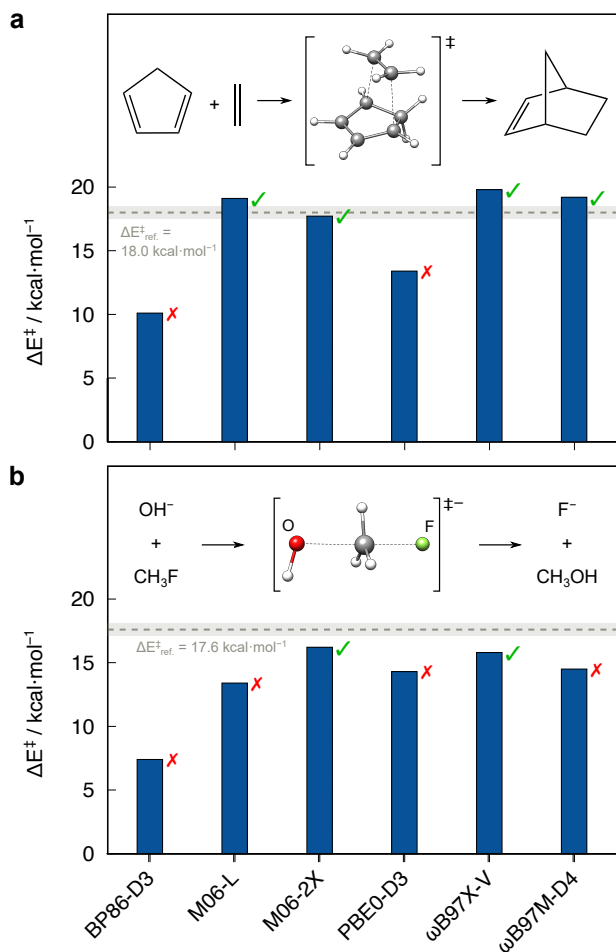 a
+
‡
ΔE‡ / kcal·mol⁻¹
20
15
10
5
0
ΔE‡ref. =
18.0 kcal·mol⁻¹
✓
✓
✓
✓
✗
✗
b
OH⁻
+
CH₃F
O
F
‡−
F⁻
+
CH₃OH
ΔE‡ / kcal·mol⁻¹
20
15
10
5
0
ΔE‡ref. = 17.6 kcal·mol⁻¹
✓
✓
✗
✗
✗
✗
BP86-D3
M06-L
M06-2X
PBE0-D3
ωB97X-V
ωB97M-D4